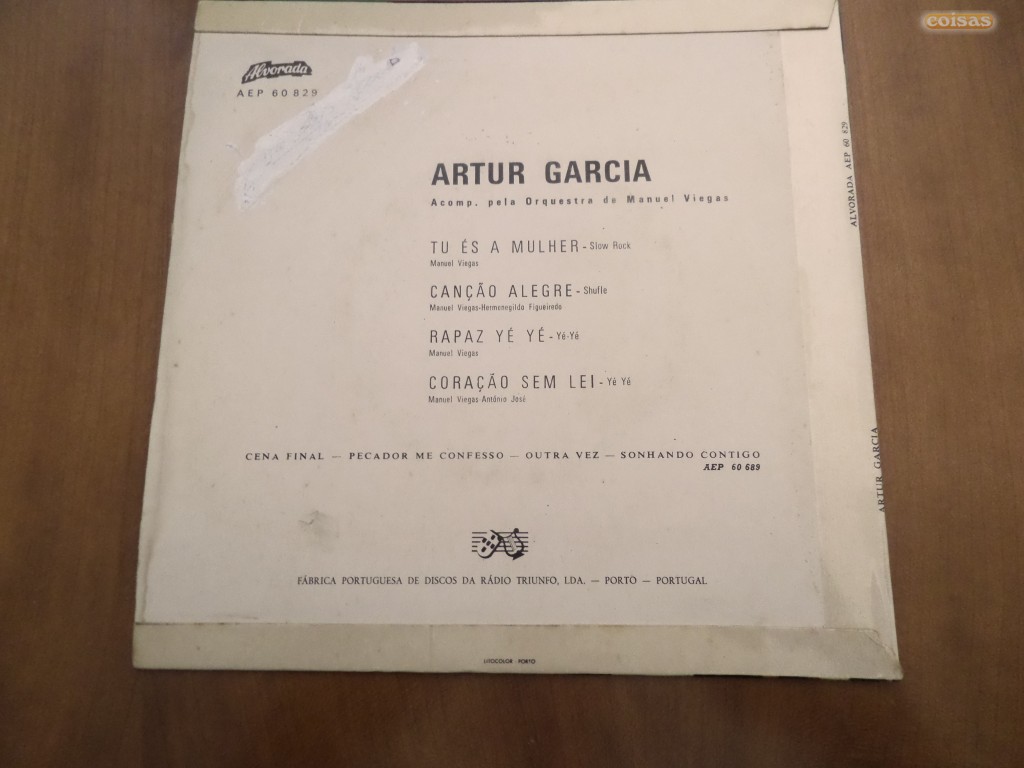 coisas
Alvorada
AEP 60 829
ARTUR GARCIA
Acomp. pela Orquestra de Manuel Viegas
TU ÉS A MULHER - Slow Rock
Manuel Viegas
CANÇÃO ALEGRE - Shufle
Manuel Viegas-Hermenegildo Figueiredo
RAPAZ YÉ YÉ - Yé-Yé
Manuel Viegas
CORAÇÃO SEM LEI - Yé Yé
Manuel Viegas-António José
CENA FINAL — PECADOR ME CONFESSO — OUTRA VEZ — SONHANDO CONTIGO
AEP 60 689
FÁBRICA PORTUGUESA DE DISCOS DA RÁDIO TRIUNFO, LDA. — PORTO — PORTUGAL
LITOCOLOR - PORTO
ALVORADA AEP 60 829
ARTUR GARCIA